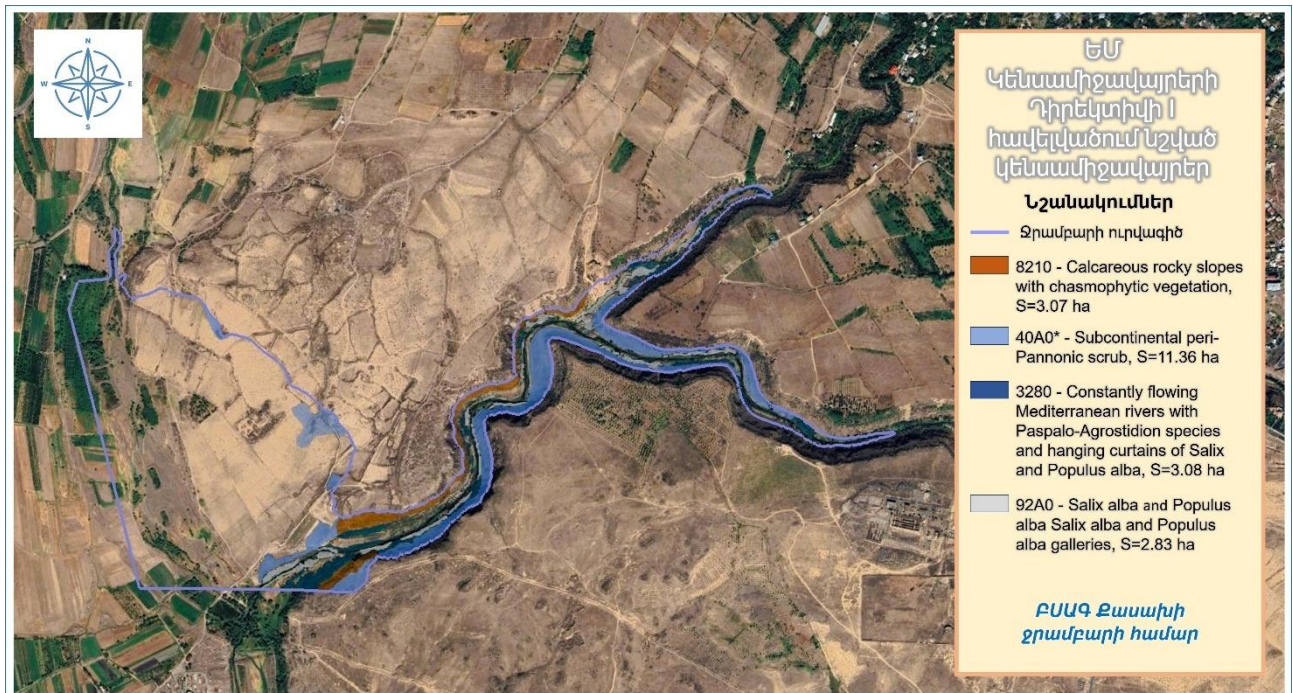 N
W E
S
ԵՄ
Կենսամիջավայրերի
Դիրեկտիվի I
հավելվածում նշված
կենսամիջավայրեր
Նշանակումներ
Ջրամբարի ուրվագիծ
8210 - Calcareous rocky slopes
with chasmophytic vegetation,
S=3.07 ha
40A0* - Subcontinental peri-
Pannonic scrub, S=11.36 ha
3280 - Constantly flowing
Mediterranean rivers with
Paspalo-Agrostidion species
and hanging curtains of Salix
and Populus alba, S=3.08 ha
92A0 - Salix alba and Populus
alba Salix alba and Populus
alba galleries, S=2.83 ha
ԲՍԱԳ Քասախի
ջրամբարի համար